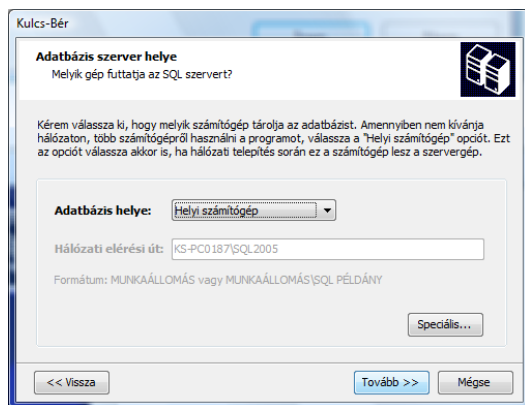 Kulcs-Bér
Adatbázis szerver helye
Melyik gép futtatja az SQL szervert?
Kérem válassza ki, hogy melyik számítógép tárolja az adatbázist. Amennyiben nem kívánja
hálózaton, több számítógépről használni a programot, válassza a "Helyi számítógép" opciót. Ezt
az opciót válassza akkor is, ha hálózati telepítés során ez a számítógép lesz a szervergép.
Adatbázis helye: Helyi számítógép
Hálózati elérési út: KS-PC0187\SQL2005
Formátum: MUNKAÁLLOMÁS vagy MUNKAÁLLOMÁS\SQL PÉLDÁNY
Speciális...
<< Vissza Tovább >> Mégse